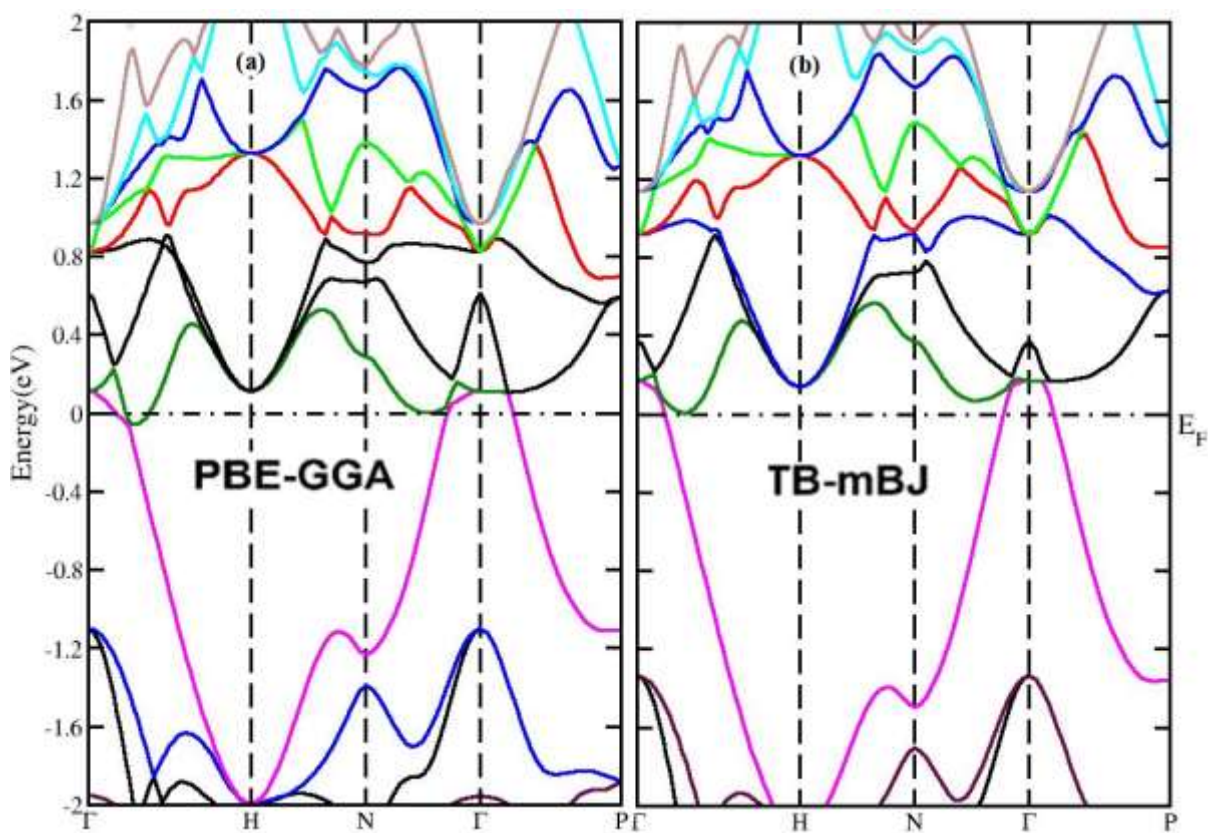 2
(a)
(b)
1.6
1.2
0.8
0.4
0
E_F
Energy(eV)
PBE-GGA
TB-mBJ
-0.4
-0.8
-1.2
-1.6
-2
Γ H N Γ P
Γ H N Γ P